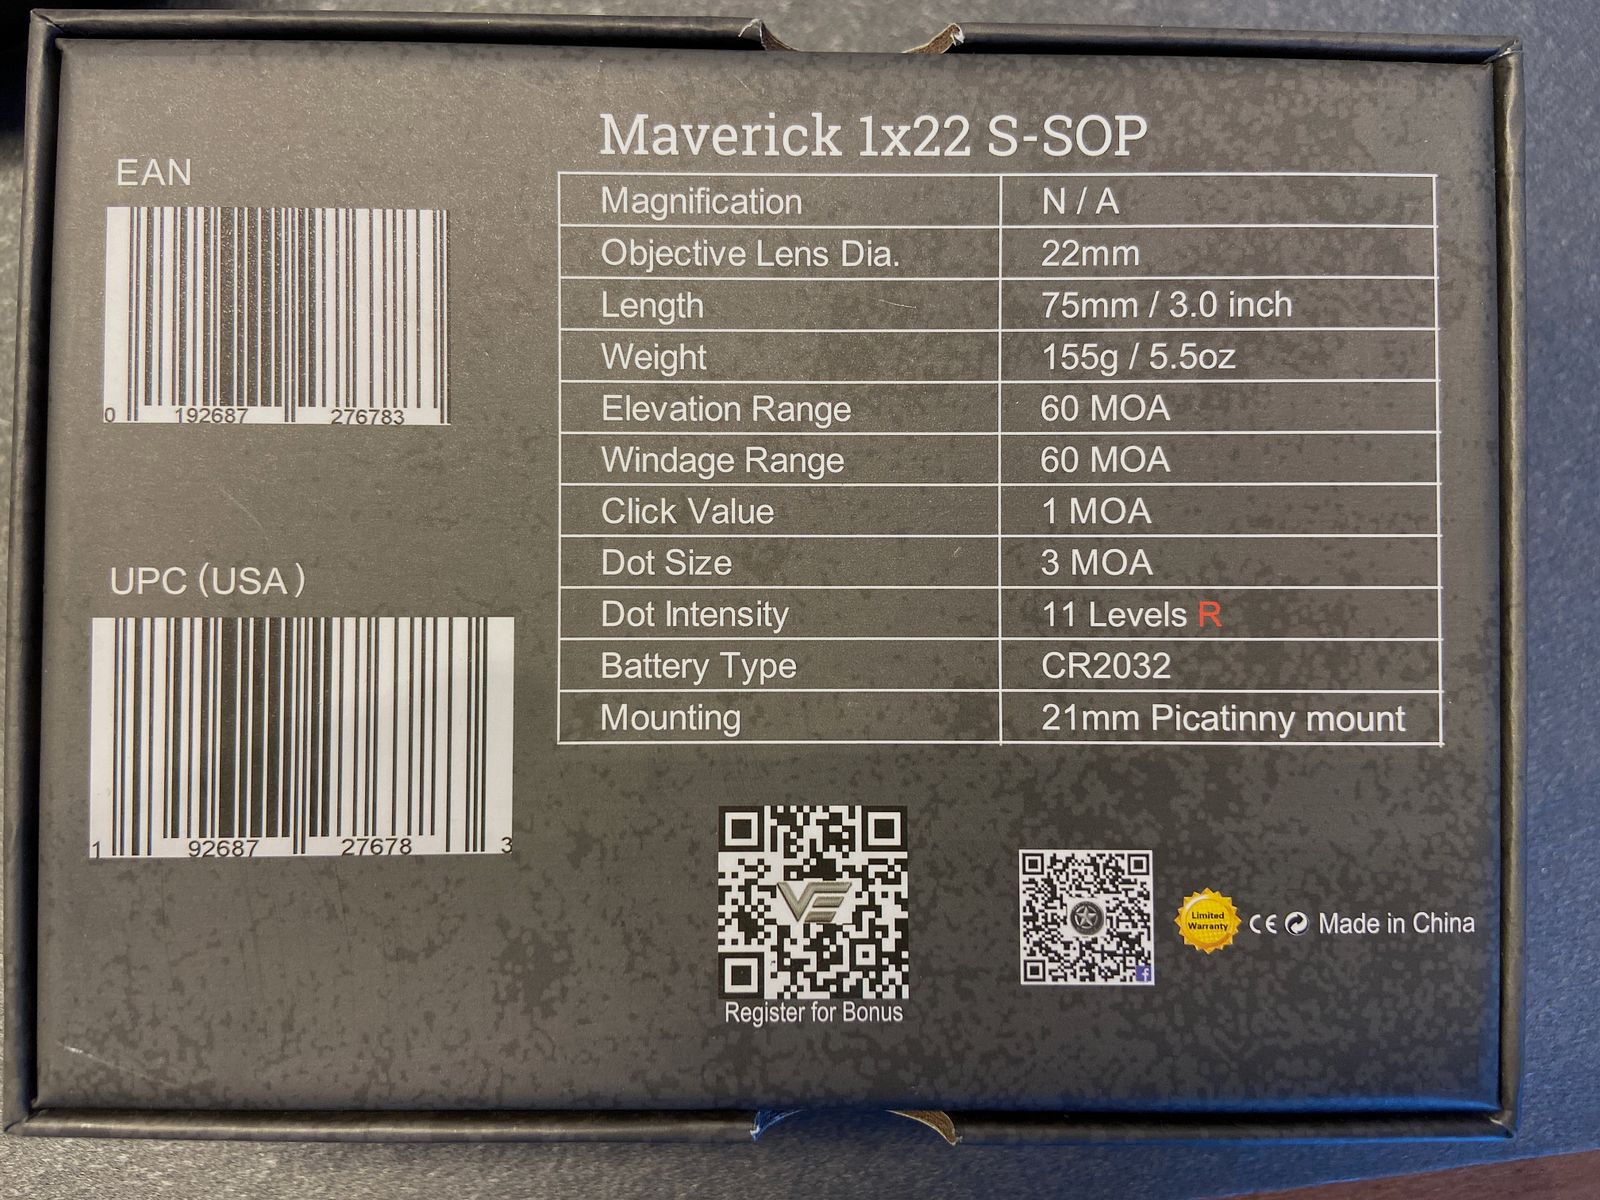 Maverick 1x22 S-SOP
EAN
0 192687 276783
UPC (USA)
1 92687 27678 3
Magnification N / A
Objective Lens Dia. 22mm
Length 75mm / 3.0 inch
Weight 155g / 5.5oz
Elevation Range 60 MOA
Windage Range 60 MOA
Click Value 1 MOA
Dot Size 3 MOA
Dot Intensity 11 Levels R
Battery Type CR2032
Mounting 21mm Picatinny mount
VE
Register for Bonus
f
Limited
Warranty
CE Made in China